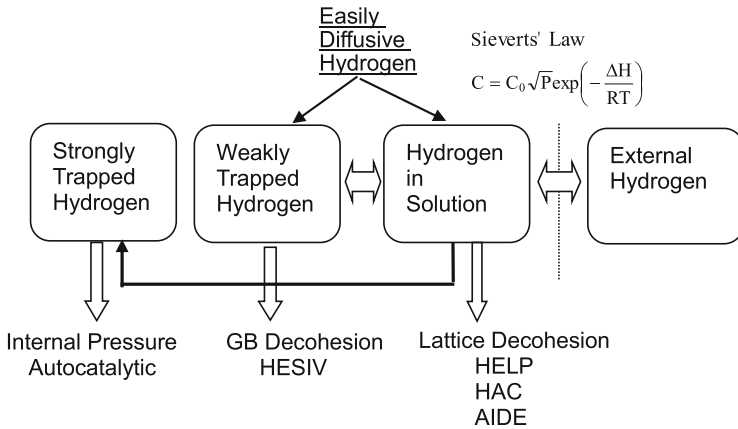 Easily
Diffusive
Hydrogen
Sieverts' Law
C = C₀√P exp(−ΔH/RT)
Strongly
Trapped
Hydrogen
Weakly
Trapped
Hydrogen
Hydrogen
in
Solution
External
Hydrogen
Internal Pressure
Autocatalytic
GB Decohesion
HESIV
Lattice Decohesion
HELP
HAC
AIDE